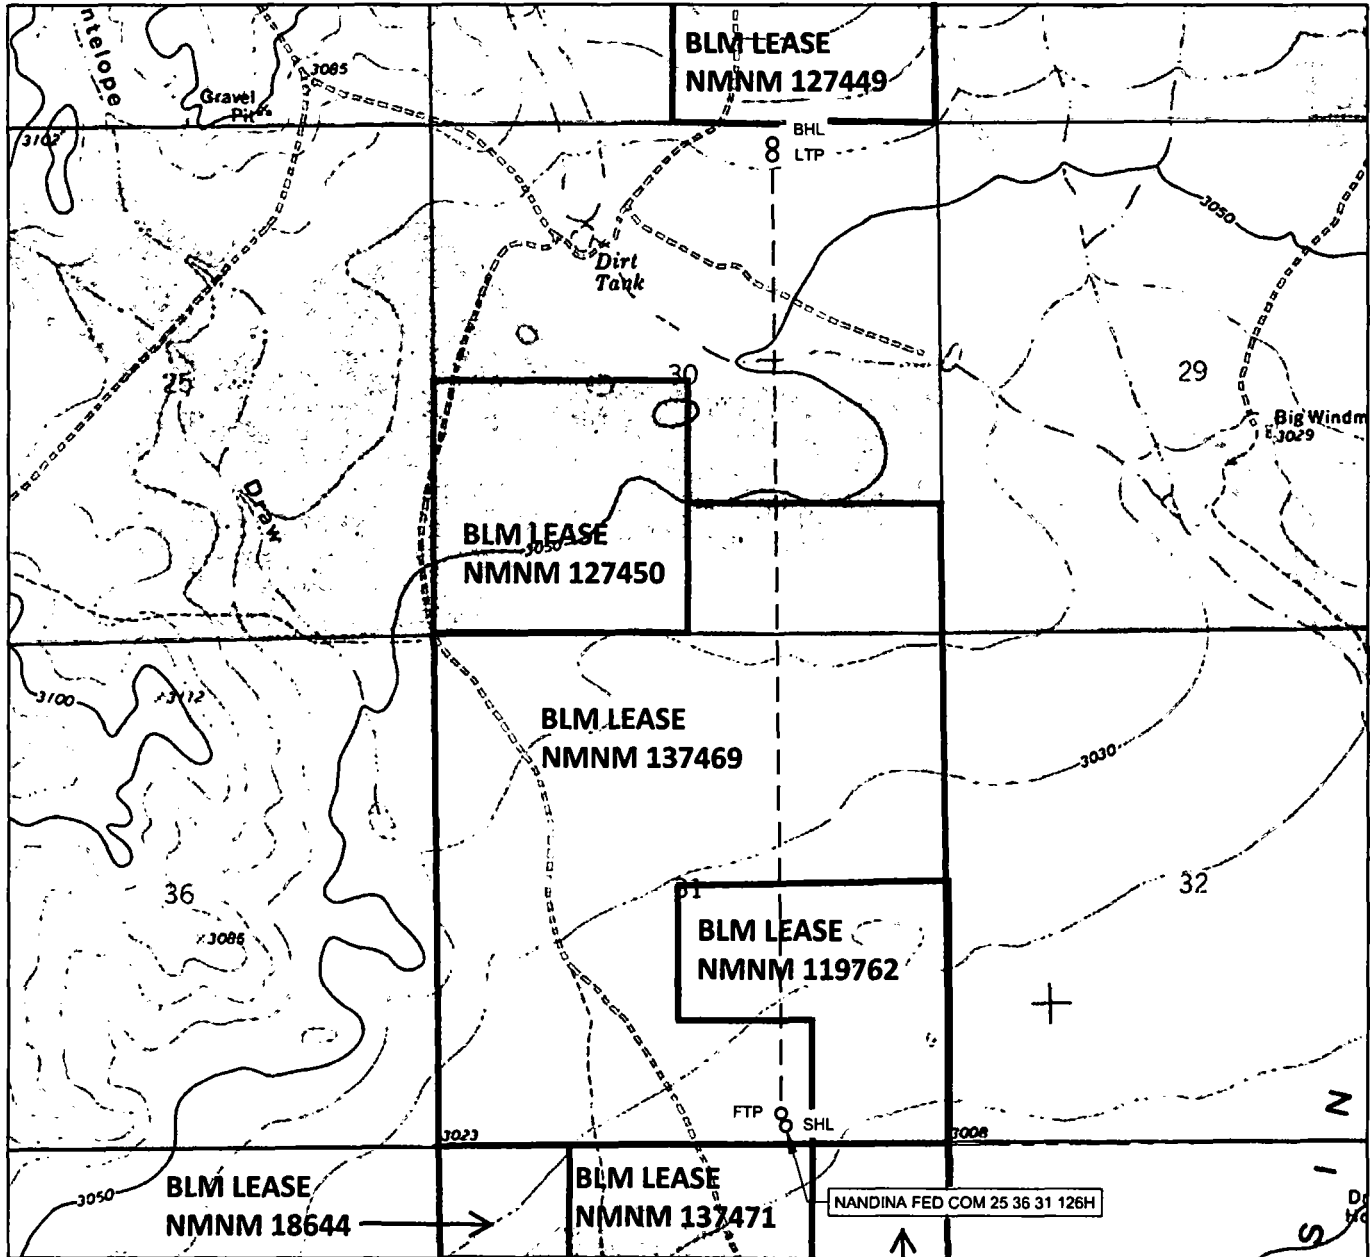 ntelope
3085
Gravel
Pit
BLM LEASE
NMNM 127449
3102
BHL
LTP
3050
Dirt
Tank
25
30
29
Big Windm
3029
Draw
BLM LEASE
3050
NMNM 127450
3100
3112
BLM LEASE
NMNM 137469
3030
36
31
32
3086
BLM LEASE
NMNM 119762
FTP
SHL
3023
3008
N
I
S
3050
BLM LEASE
NMNM 18644
BLM LEASE
NMNM 137471
NANDINA FED COM 25 36 31 126H